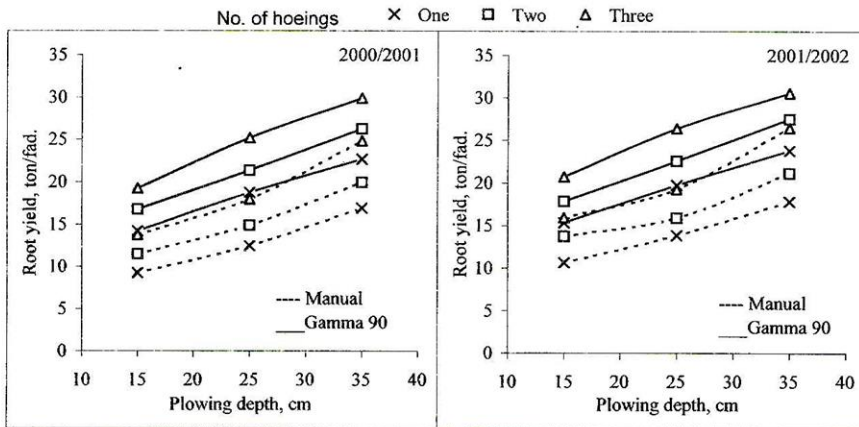 No. of hoeings × One □ Two △ Three
2000/2001
35
30
25
20
15
10
5
0
Root yield, ton/fad.
10 15 20 25 30 35 40
Plowing depth, cm
---- Manual
___Gamma 90
2001/2002
35
30
25
20
15
10
5
0
Root yield, ton/fad.
10 15 20 25 30 35 40
Plowing depth, cm
---- Manual
___ Gamma 90